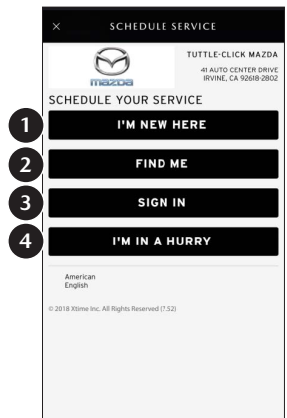 × SCHEDULE SERVICE
mazda
TUTTLE-CLICK MAZDA
41 AUTO CENTER DRIVE
IRVINE, CA 92618-2802
SCHEDULE YOUR SERVICE
1 I'M NEW HERE
2 FIND ME
3 SIGN IN
4 I'M IN A HURRY
American
English
© 2018 Xtime Inc. All Rights Reserved (7.52)